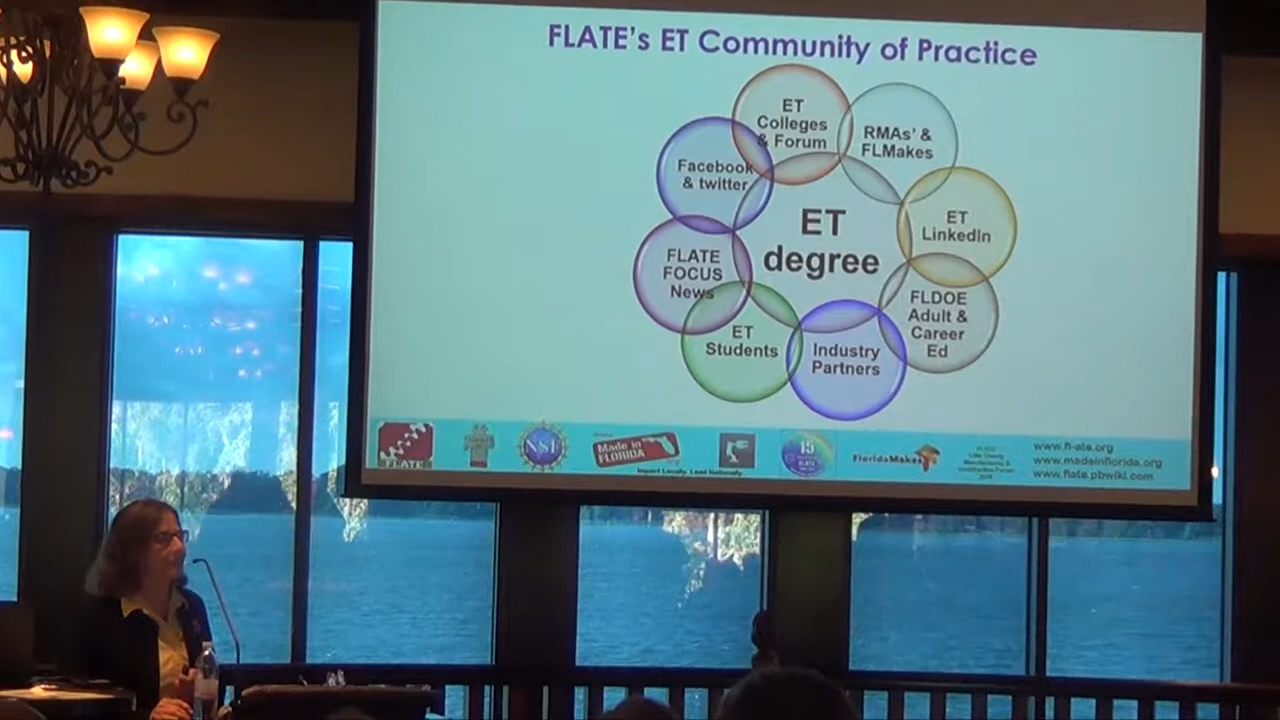 FLATE's ET Community of Practice
ET
Colleges
& Forum
RMAs' &
FLMakes
Facebook
& twitter
ET
LinkedIn
ET
degree
FLATE
FOCUS
News
FLDOE
Adult &
Career
Ed
ET
Students
Industry
Partners
FLATE
NSF
Made in
FLORIDA
Impact Locally. Lead Nationally.
15
FLATE
FloridaMakes
www.fl-ate.org
www.madeinflorida.org
www.flate.pbwiki.com